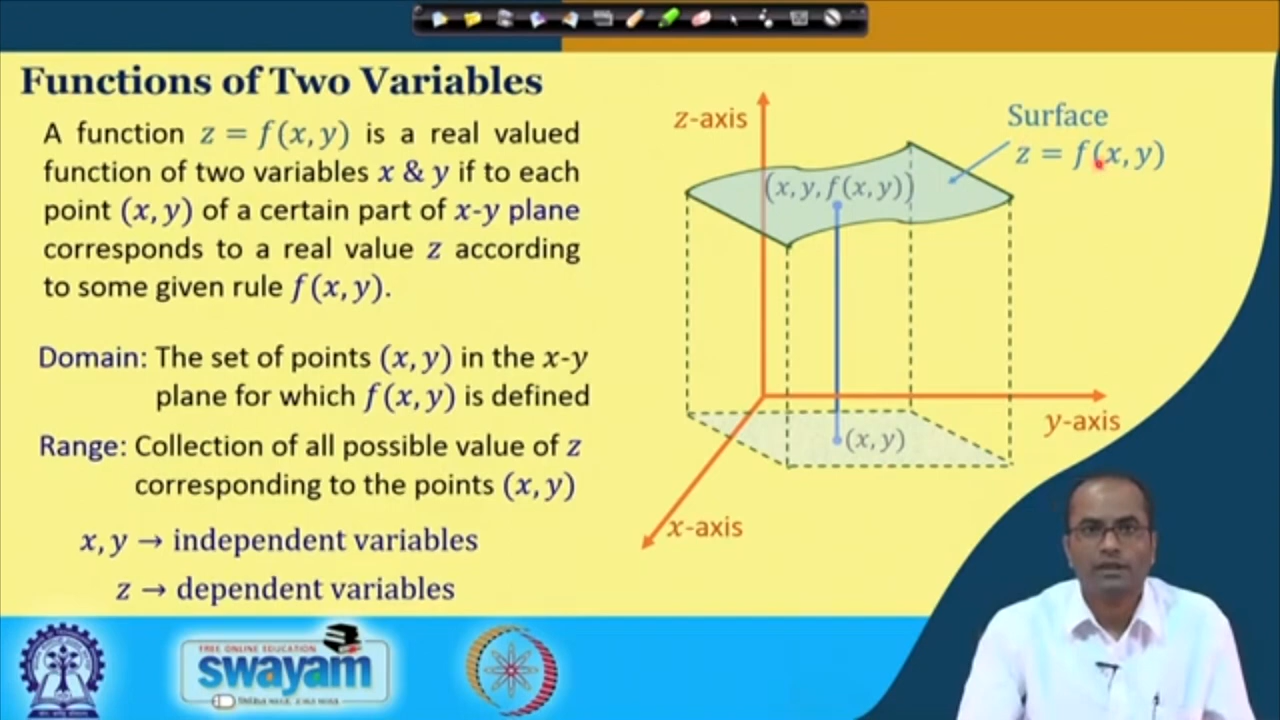 Functions of Two Variables
A function z = f(x, y) is a real valued
function of two variables x & y if to each
point (x, y) of a certain part of x-y plane
corresponds to a real value z according
to some given rule f(x, y).
Domain: The set of points (x, y) in the x-y
plane for which f(x, y) is defined
Range: Collection of all possible value of z
corresponding to the points (x, y)
x, y → independent variables
z → dependent variables
z-axis
Surface
z = f(x, y)
(x, y, f(x, y))
(x, y)
y-axis
x-axis
FREE ONLINE EDUCATION
swayam